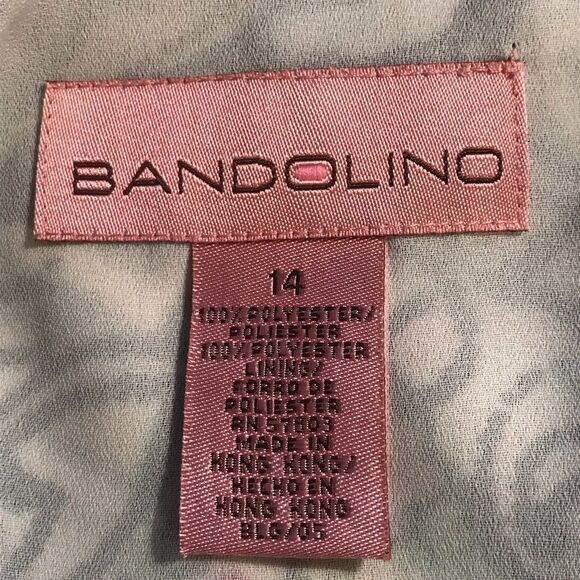 BANDOLINO
14
100% POLYESTER/
POLIESTER
100% POLYESTER
LINING/
FORRO DE
POLIESTER
RN 57803
MADE IN
HONG KONG/
HECHO EN
HONG KONG
BLG/05